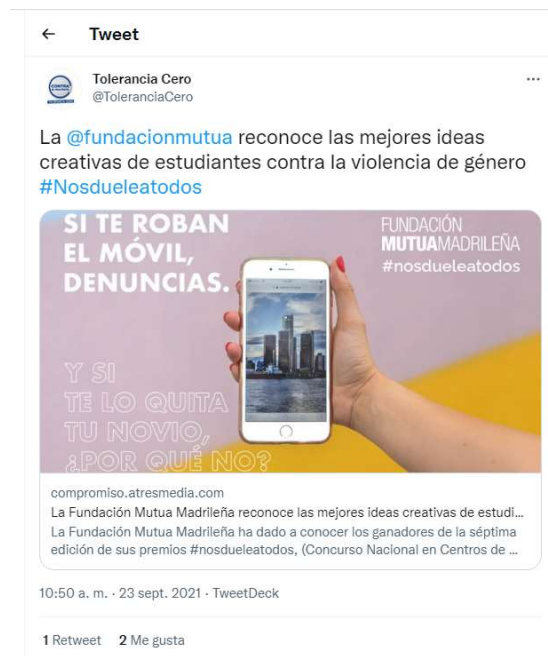 Tweet
Tolerancia Cero
@ToleranciaCero
La @fundacionmutua reconoce las mejores ideas
creativas de estudiantes contra la violencia de género
#Nosdueleatodos
SI TE ROBAN
EL MÓVIL,
DENUNCIAS.
FUNDACIÓN
MUTUAMADRILEÑA
#nosdueleatodos
Y SI
TE LO QUITA
TU NOVIO,
¿POR QUÉ NO?
compromiso.atresmedia.com
La Fundación Mutua Madrileña reconoce las mejores ideas creativas de estudi...
La Fundación Mutua Madrileña ha dado a conocer los ganadores de la séptima
edición de sus premios #nosdueleatodos, (Concurso Nacional en Centros de ...
10:50 a. m. · 23 sept. 2021 · TweetDeck
1 Retweet 2 Me gusta